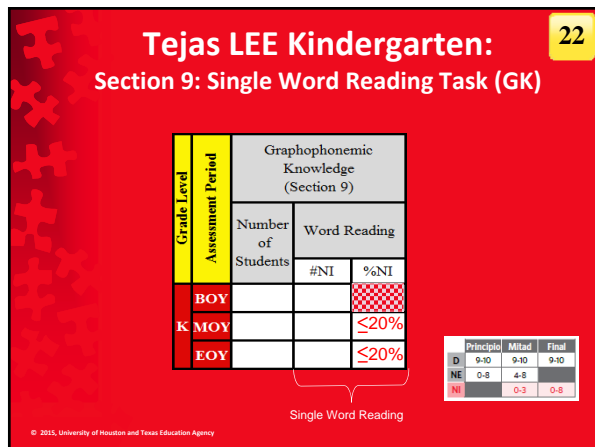 Tejas LEE Kindergarten:
22
Section 9: Single Word Reading Task (GK)
Grade Level
Assessment Period
Graphophonemic
Knowledge
(Section 9)
Number
of
Students
Word Reading
#NI
%NI
K
BOY
MOY
≤20%
EOY
≤20%
Single Word Reading
Principio Mitad Final
D 9-10 9-10 9-10
NE 0-8 4-8
NI 0-3 0-8
© 2015, University of Houston and Texas Education Agency